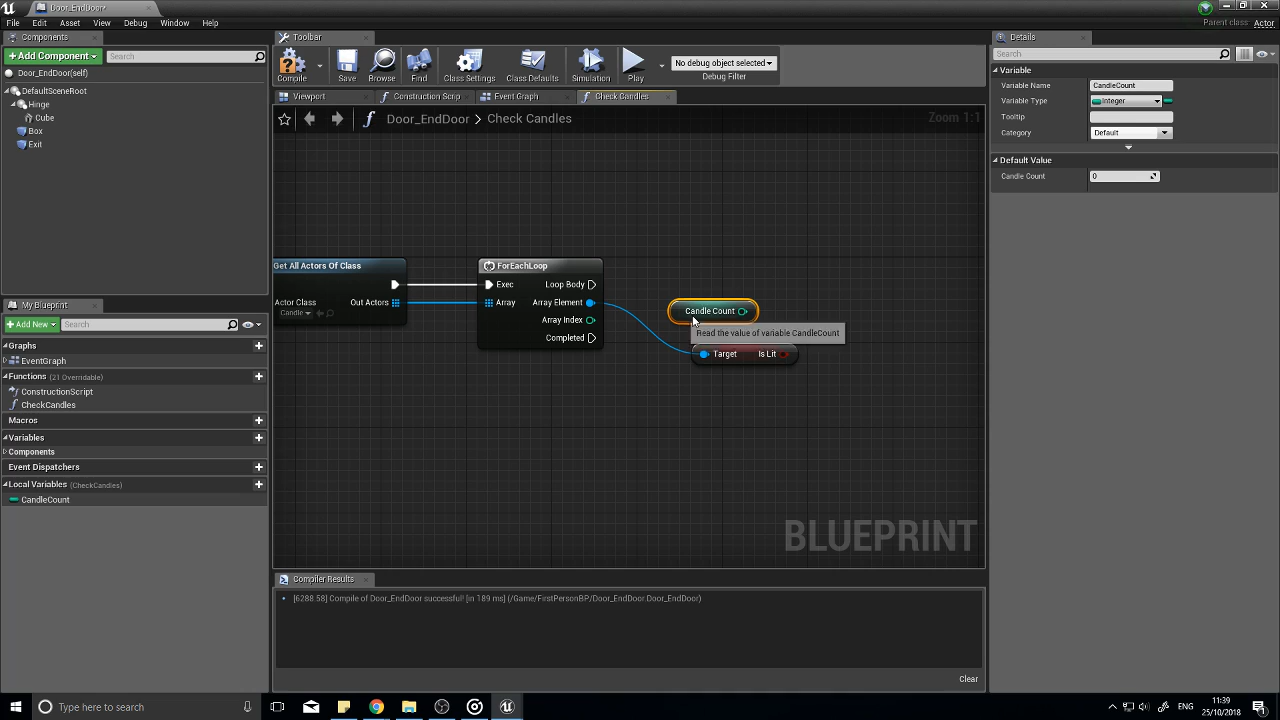 Door_EndDoor*
File Edit Asset View Debug Window Help
Parent class: Actor
Components
+Add Component
Search
Door_EndDoor(self)
DefaultSceneRoot
Hinge
Cube
Box
Exit
Toolbar
Compile
Save
Browse
Find
Class Settings
Class Defaults
Simulation
Play
No debug object selected
Debug Filter
Viewport
Construction Scrip
Event Graph
Check Candles
Door_EndDoor > Check Candles
Zoom 1:1
Get All Actors Of Class
Actor Class
Candle
Out Actors
ForEachLoop
Exec
Loop Body
Array
Array Element
Array Index
Completed
Candle Count
Read the value of variable CandleCount
Target
Is Lit
BLUEPRINT
My Blueprint
+Add New
Search
Graphs
EventGraph
Functions (21 Overridable)
ConstructionScript
CheckCandles
Macros
Variables
Components
Event Dispatchers
Local Variables (CheckCandles)
CandleCount
Compiler Results
[6288.58] Compile of Door_EndDoor successful! [in 189 ms] (/Game/FirstPersonBP/Door_EndDoor.Door_EndDoor)
Clear
Details
Search
Variable
Variable Name
CandleCount
Variable Type
Integer
Tooltip
Category
Default
Default Value
Candle Count
0
Type here to search
ENG
11:39
25/10/2018